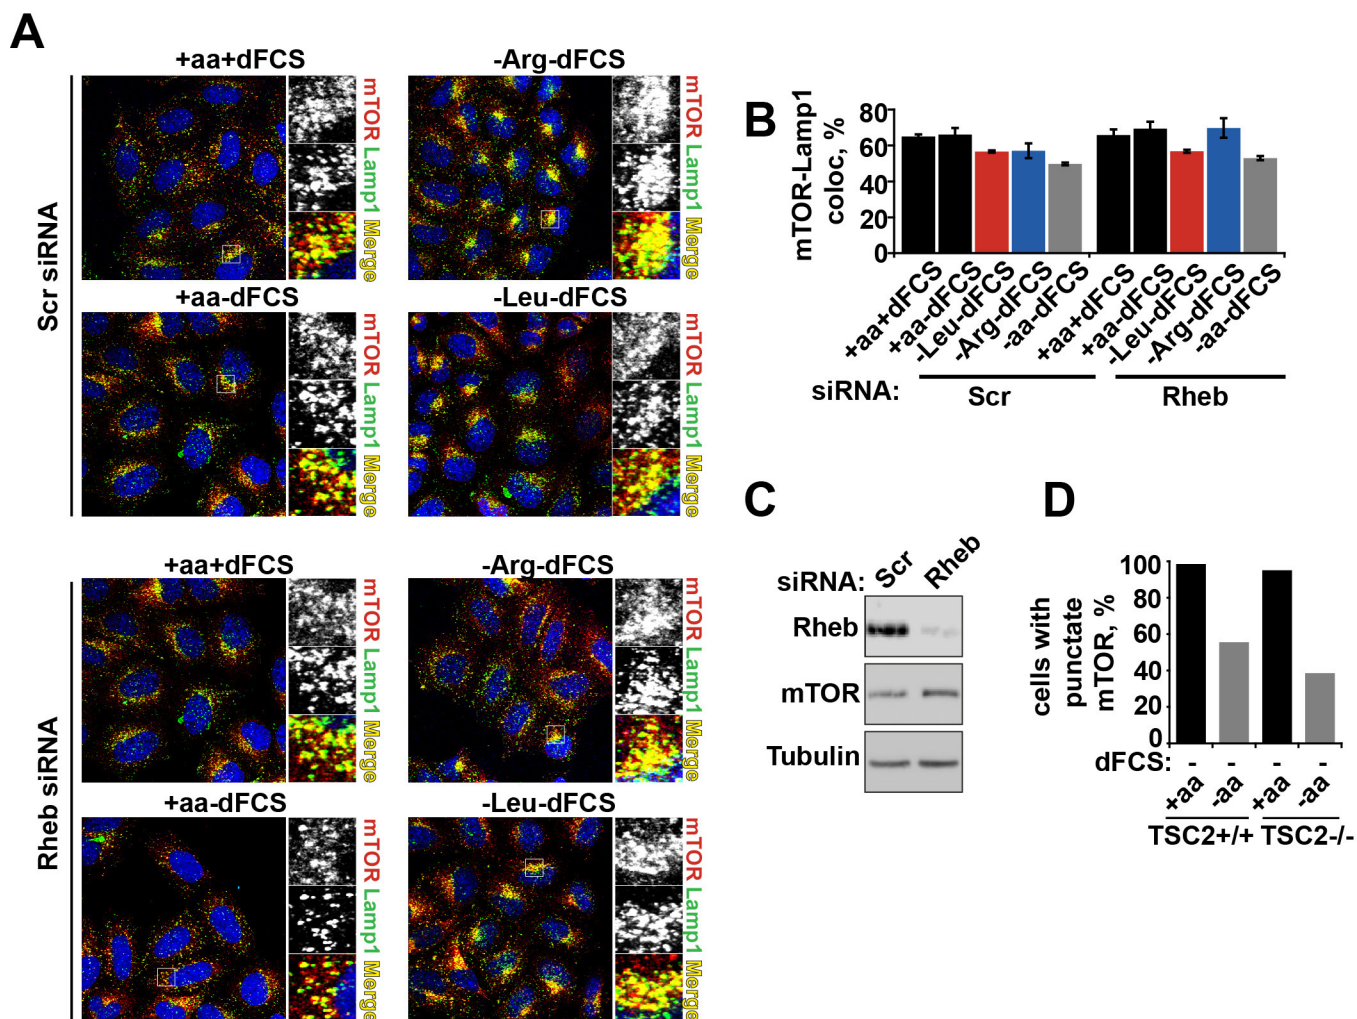 A
Scr siRNA
+aa+dFCS
mTOR Lamp1 Merge
-Arg-dFCS
mTOR Lamp1 Merge
+aa-dFCS
mTOR Lamp1 Merge
-Leu-dFCS
mTOR Lamp1 Merge
Rheb siRNA
+aa+dFCS
mTOR Lamp1 Merge
-Arg-dFCS
mTOR Lamp1 Merge
+aa-dFCS
mTOR Lamp1 Merge
-Leu-dFCS
mTOR Lamp1 Merge
B
mTOR-Lamp1
coloc, %
80
60
40
20
0
+aa+dFCS
+aa-dFCS
-Leu-dFCS
-Arg-dFCS
-aa-dFCS
+aa+dFCS
+aa-dFCS
-Leu-dFCS
-Arg-dFCS
-aa-dFCS
siRNA:
Scr
Rheb
C
siRNA: Scr Rheb
Rheb
mTOR
Tubulin
D
cells with
punctate
mTOR, %
100
80
60
40
20
0
dFCS: - - - -
+aa -aa +aa -aa
TSC2+/+ TSC2-/-